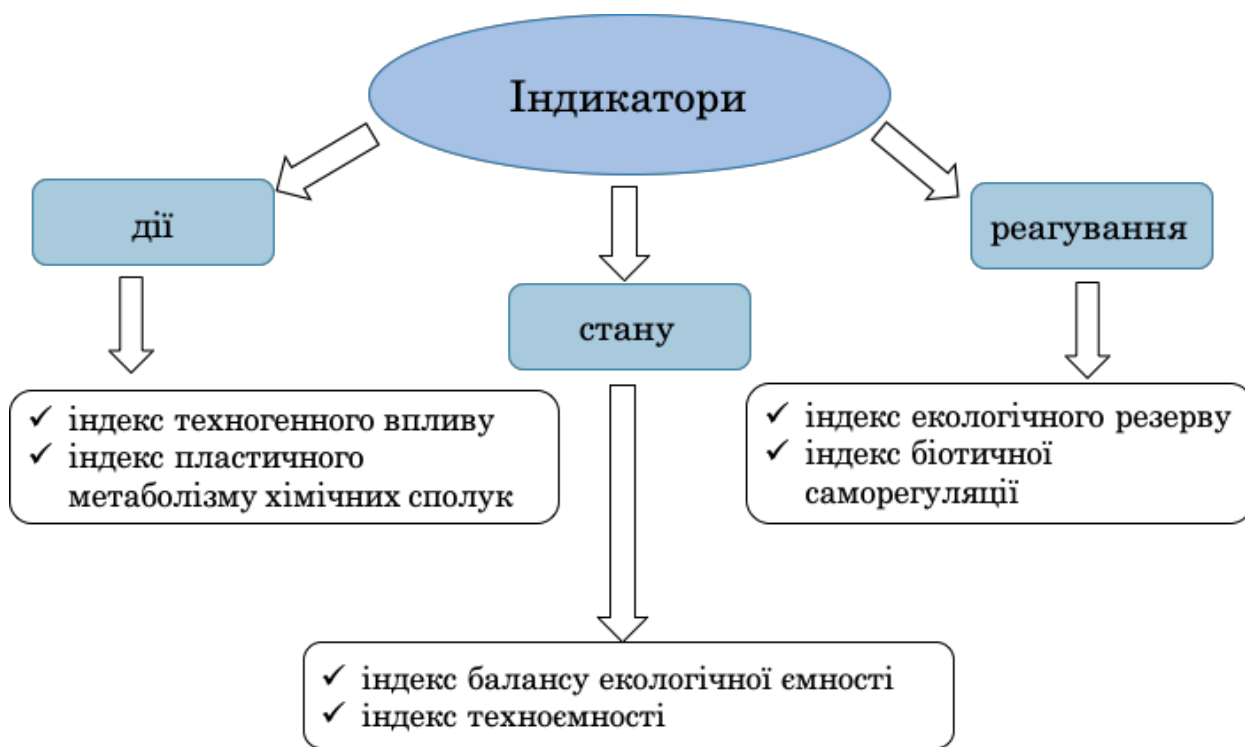 Індикатори
дії
стану
реагування
✓ індекс техногенного впливу
✓ індекс пластичного
метаболізму хімічних сполук
✓ індекс екологічного резерву
✓ індекс біотичної
саморегуляції
✓ індекс балансу екологічної ємності
✓ індекс техноємності